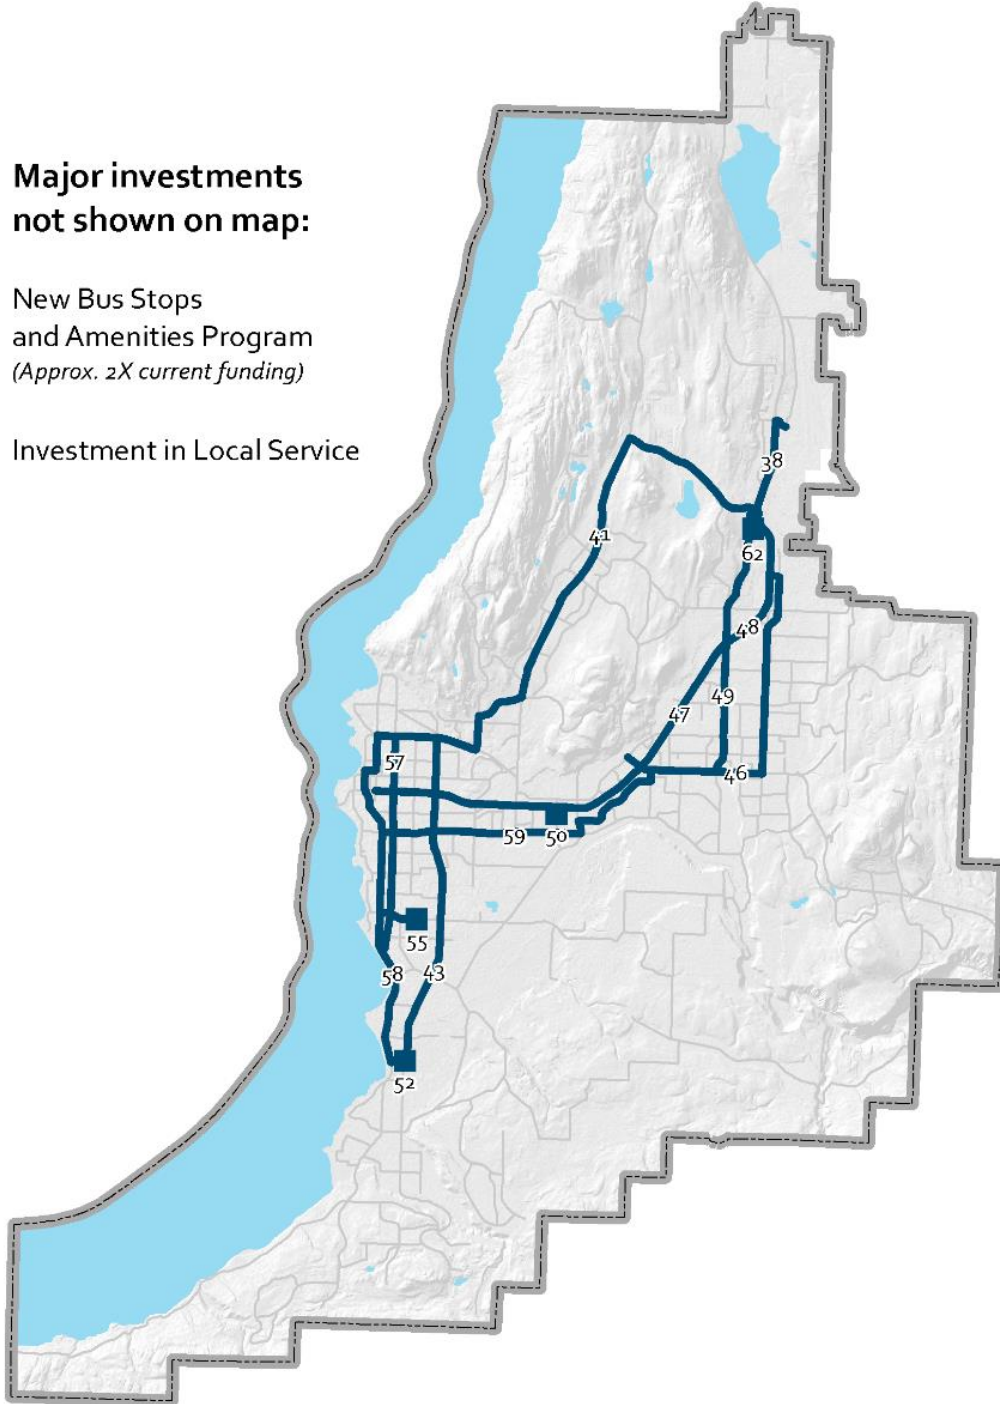 Major investments
not shown on map:
New Bus Stops
and Amenities Program
(Approx. 2X current funding)
Investment in Local Service
38
41
62
48
49
47
46
57
59
50
55
58
43
52